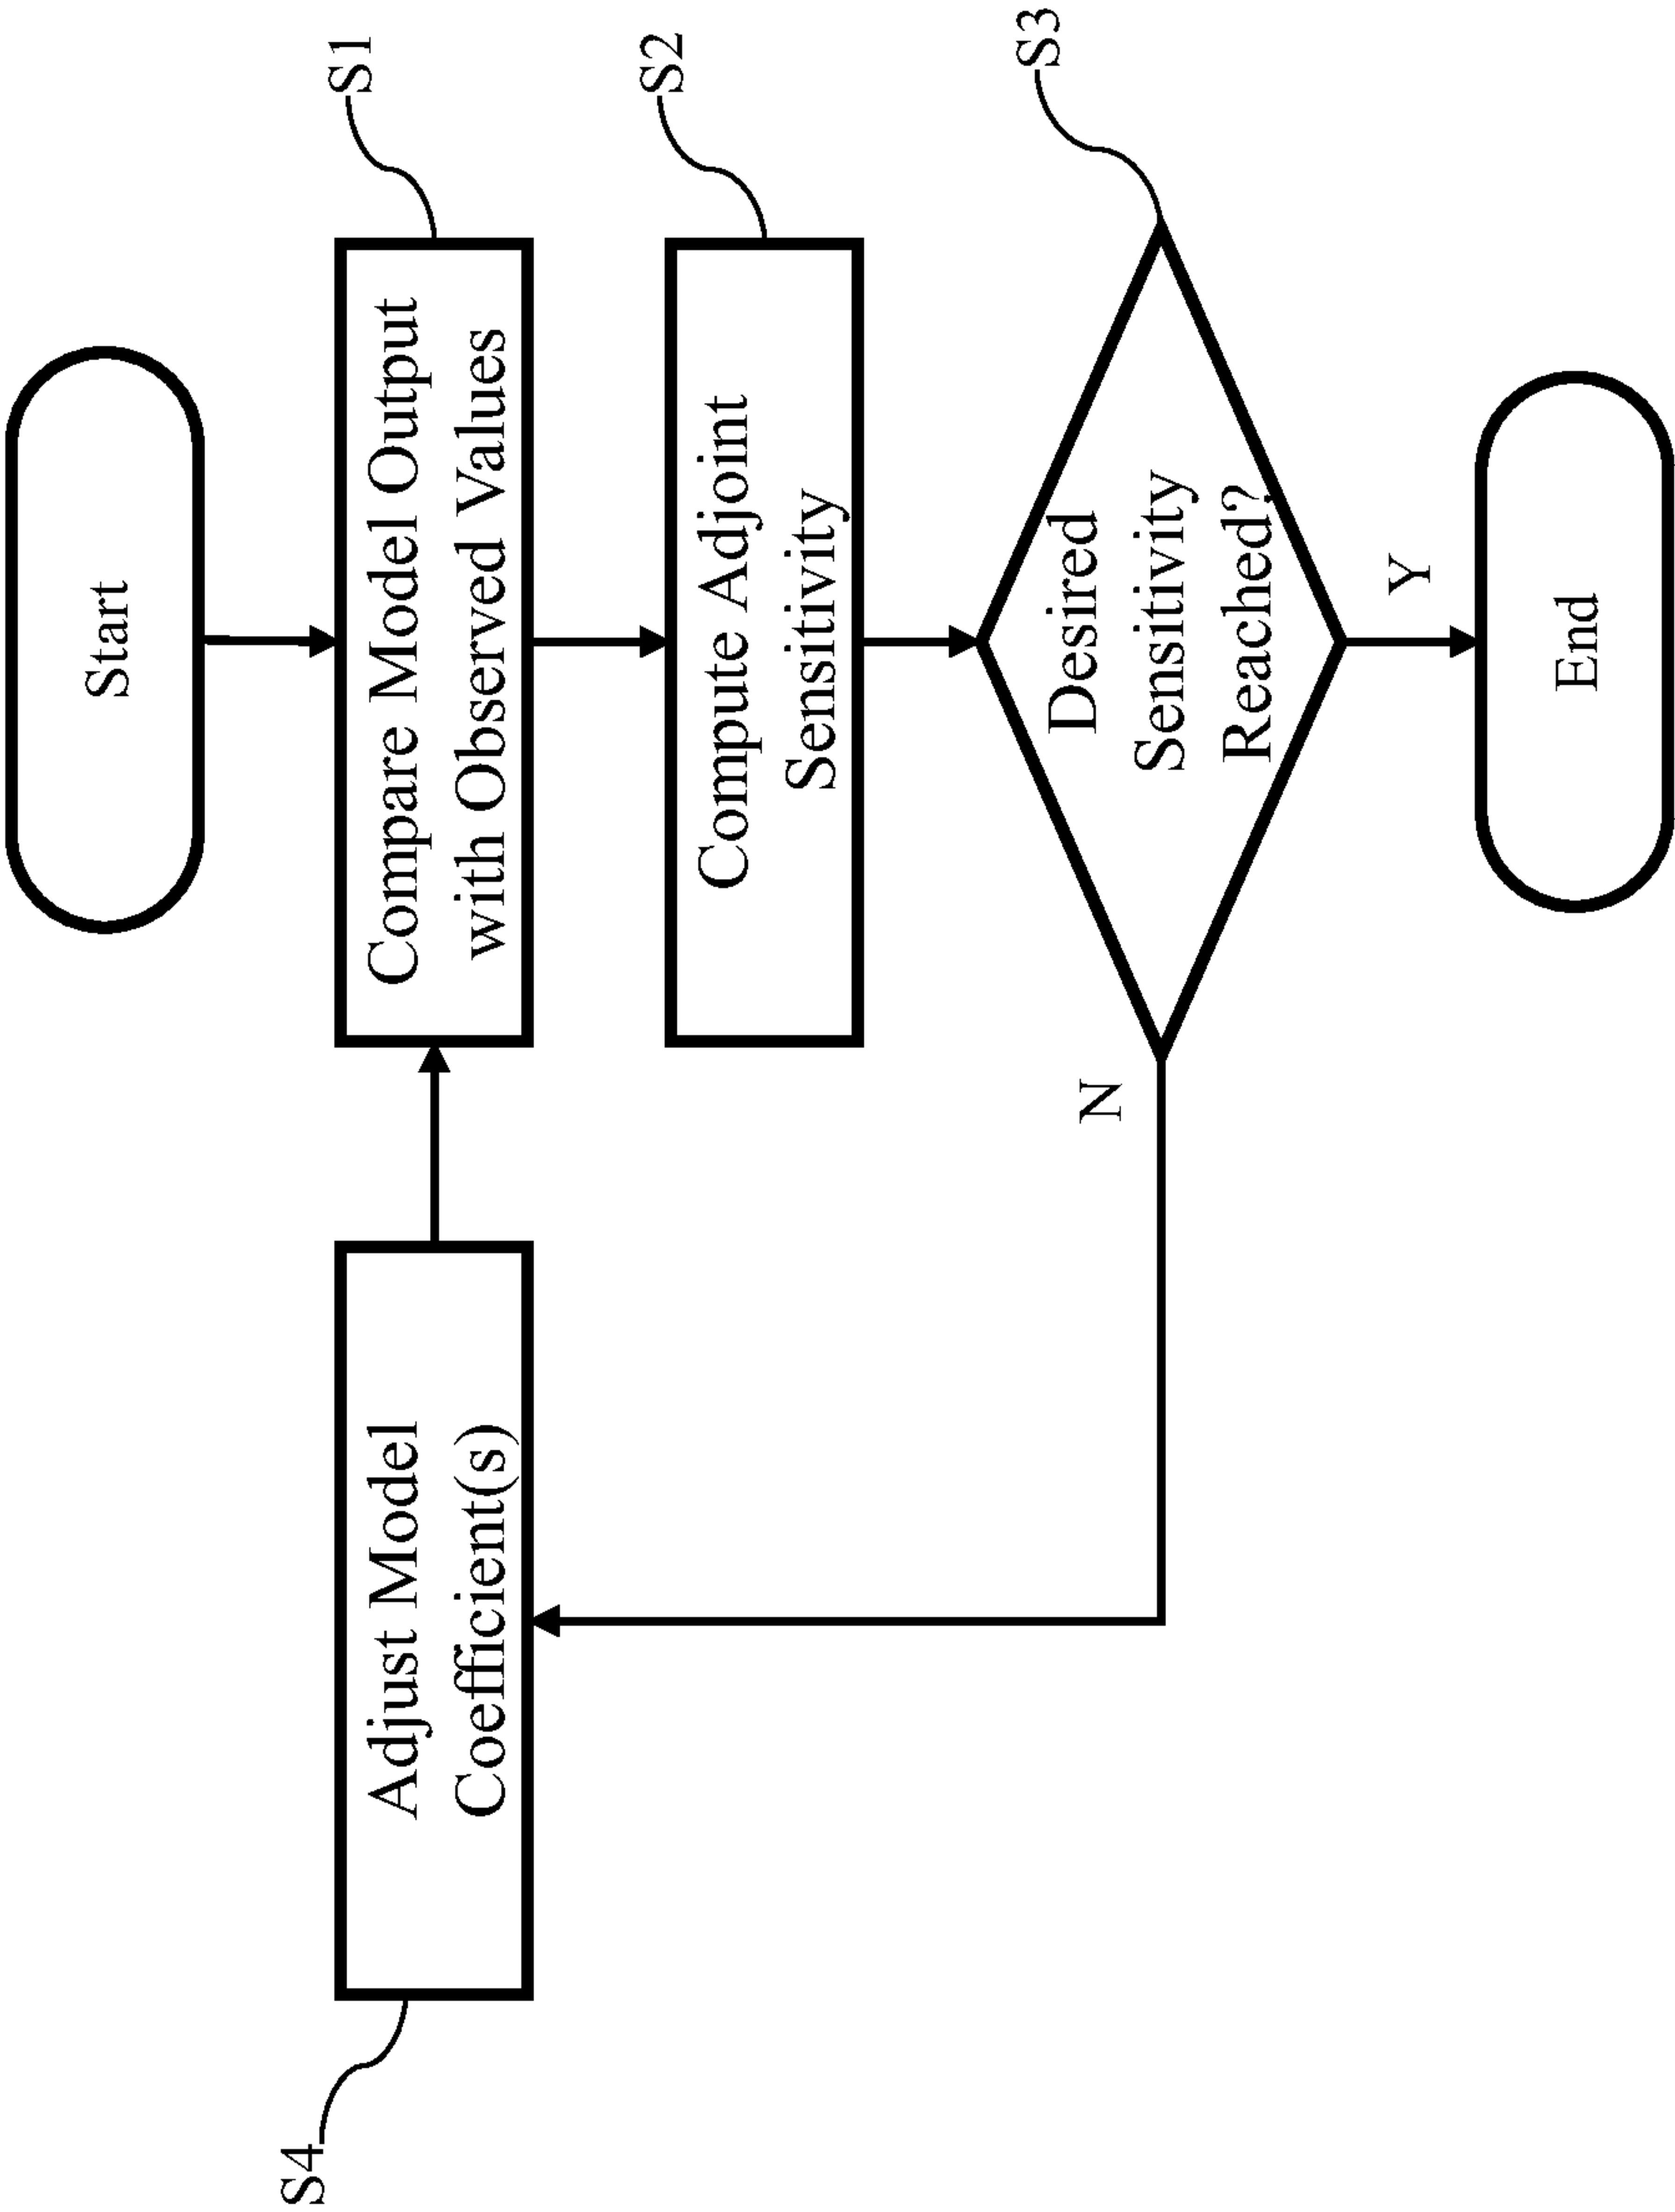 Start
Compare Model Output
with Observed Values
S1
Compute Adjoint
Sensitivity
S2
Desired
Sensitivity
Reached?
S3
N
Y
Adjust Model
Coefficient(s)
S4
End